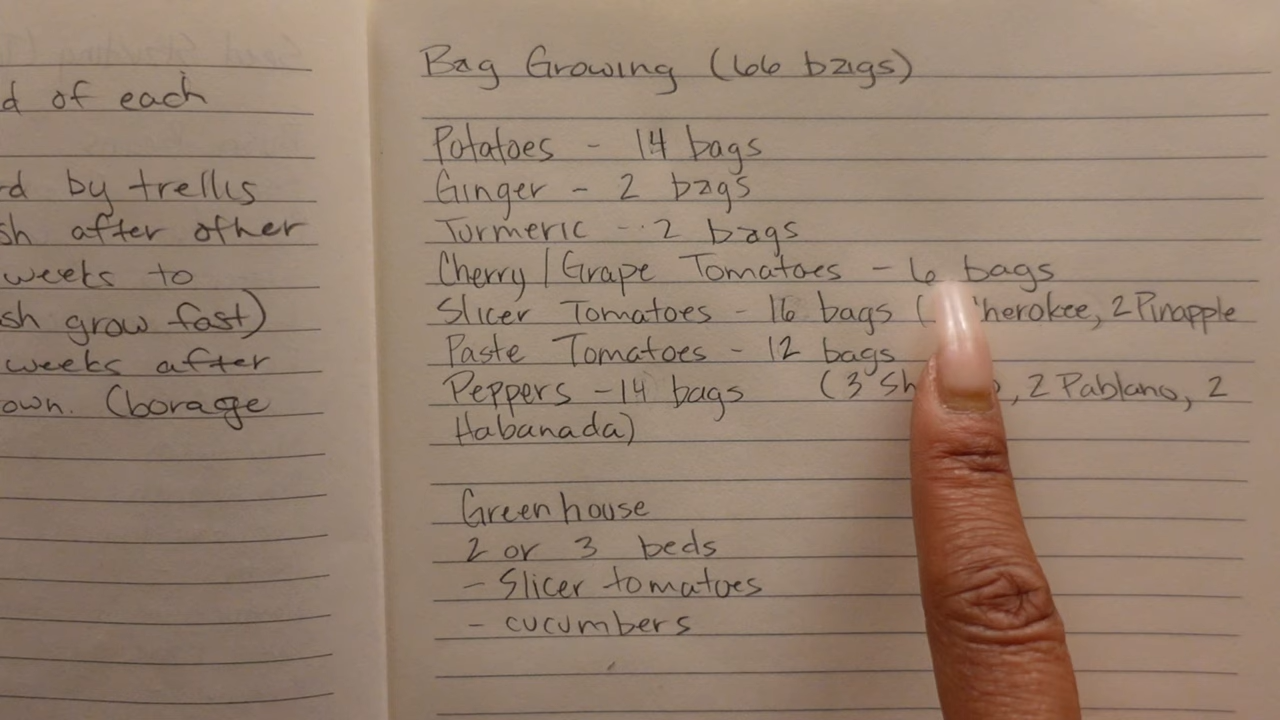 d of each
rd by trellis
sh after other
weeks to
sh grow fast)
weeks after
own. (borage
Bag Growing (66 bags)
Potatoes - 14 bags
Ginger - 2 bags
Turmeric - 2 bags
Cherry/Grape Tomatoes - 6 bags
Slicer Tomatoes - 16 bags ( herokee, 2 Pinapple
Paste Tomatoes - 12 bags
Peppers - 14 bags (3 Sh , 2 Pablano, 2
Habanada)
Greenhouse
2 or 3 beds
- Slicer tomatoes
- cucumbers